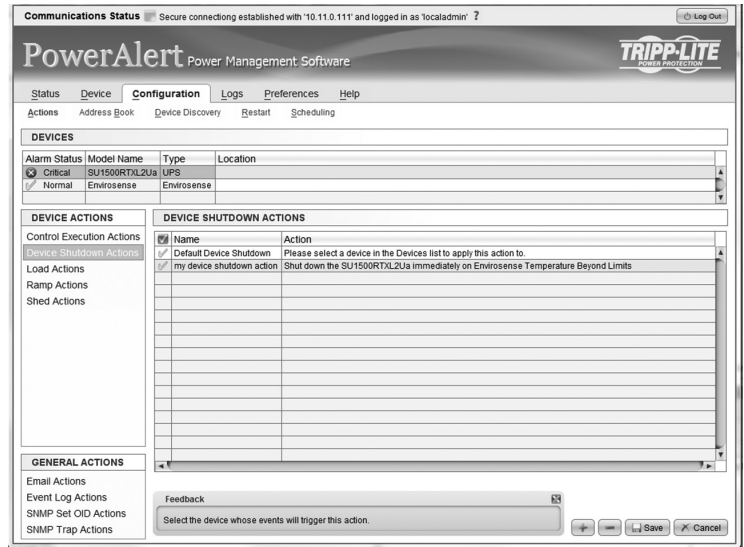 Communications Status Secure connecting established with '10.11.0.111' and logged in as 'localadmin' ? Log Out
PowerAlert Power Management Software
TRIPP·LITE
POWER PROTECTION
Status Device Configuration Logs Preferences Help
Actions Address Book Device Discovery Restart Scheduling
DEVICES
Alarm Status Model Name Type Location
Critical SU1500RTXL2Ua UPS
Normal Envirosense Envirosense
DEVICE ACTIONS
Control Execution Actions
Device Shutdown Actions
Load Actions
Ramp Actions
Shed Actions
DEVICE SHUTDOWN ACTIONS
Name Action
Default Device Shutdown Please select a device in the Devices list to apply this action to.
my device shutdown action Shut down the SU1500RTXL2Ua immediately on Envirosense Temperature Beyond Limits
GENERAL ACTIONS
Email Actions
Event Log Actions
SNMP Set OID Actions
SNMP Trap Actions
Feedback
Select the device whose events will trigger this action.
Save Cancel